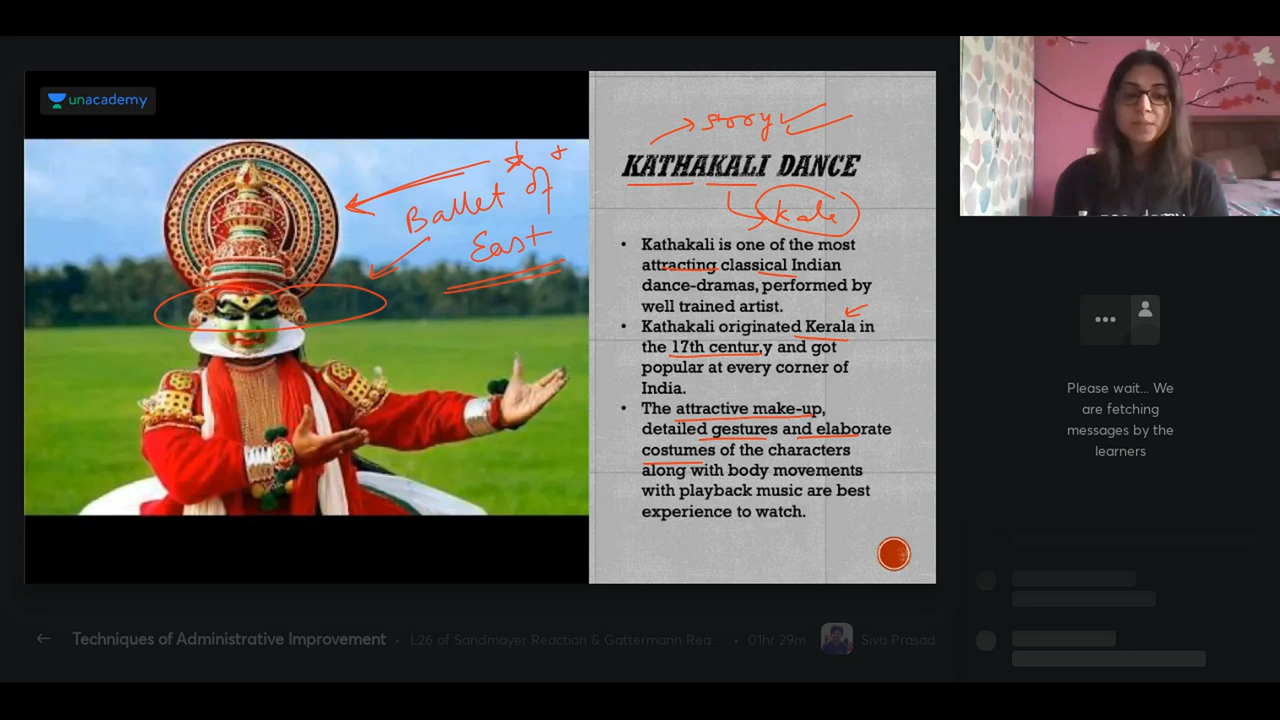 unacademy
Ballet of
East
story
KATHAKALI DANCE
Kali
• Kathakali is one of the most
attracting classical Indian
dance-dramas, performed by
well trained artist.
• Kathakali originated Kerala in
the 17th centur,y and got
popular at every corner of
India.
• The attractive make-up,
detailed gestures and elaborate
costumes of the characters
along with body movements
with playback music are best
experience to watch.
Please wait... We
are fetching
messages by the
learners
Techniques of Administrative Improvement • L26 of Sandmayer Reaction & Gattermann Rea... • 01hr 29m Siva Prasad